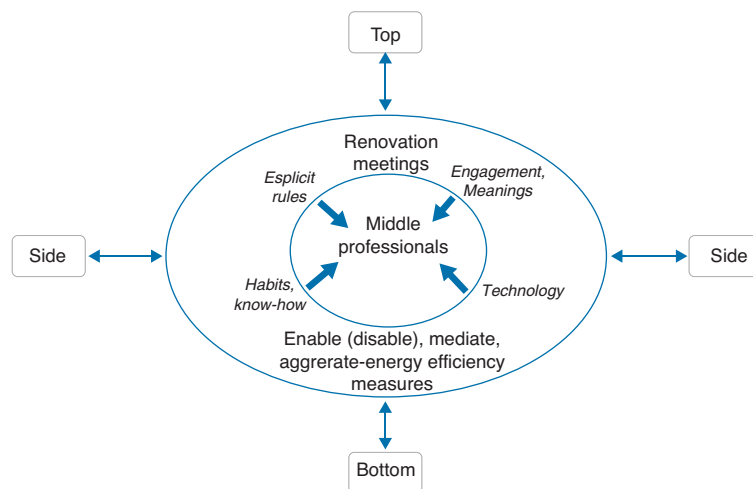 Top
Renovation
meetings
Esplicit
rules
Engagement,
Meanings
Middle
professionals
Side
Side
Habits,
know-how
Technology
Enable (disable), mediate,
aggrerate-energy efficiency
measures
Bottom